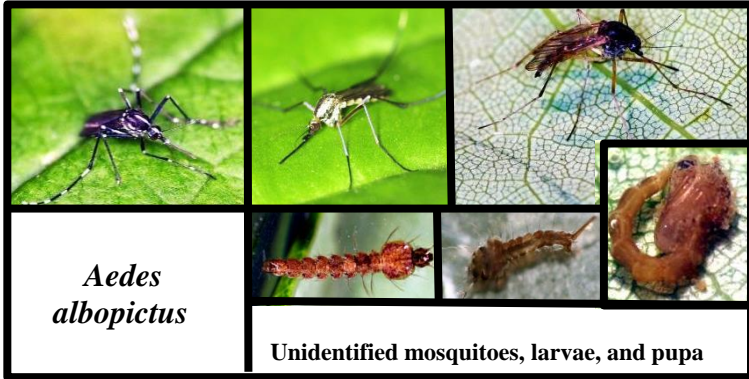 Aedes
albopictus
Unidentified mosquitoes, larvae, and pupa